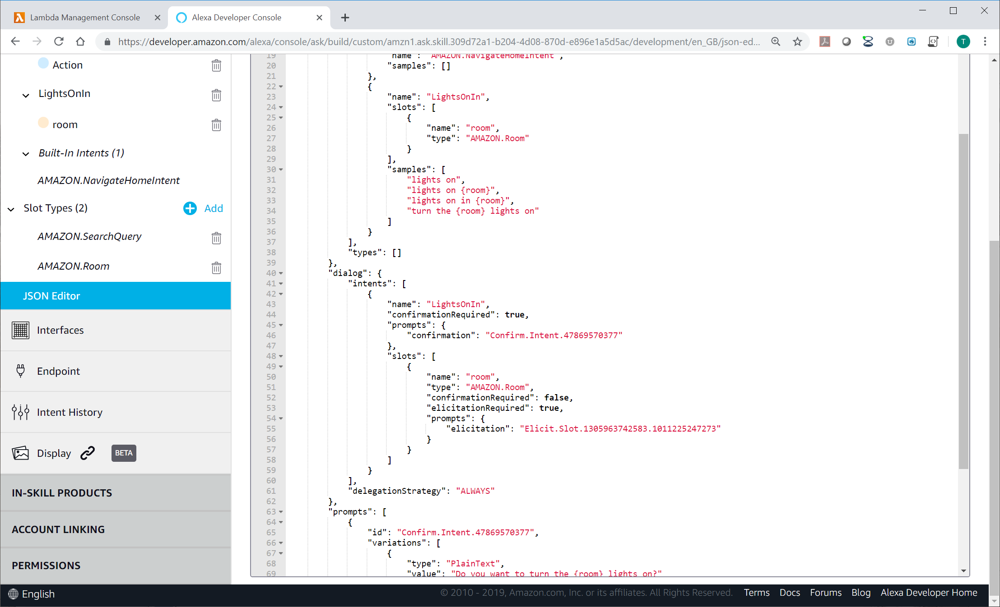 Lambda Management Console
Alexa Developer Console
https://developer.amazon.com/alexa/console/ask/build/custom/amzn1.ask.skill.309d72a1-b204-4d08-870d-e896e1a5d5ac/development/en_GB/json-ed...
T
Action
LightsOnIn
room
Built-In Intents (1)
AMAZON.NavigateHomeIntent
Slot Types (2)
Add
AMAZON.SearchQuery
AMAZON.Room
JSON Editor
Interfaces
Endpoint
Intent History
Display
BETA
IN-SKILL PRODUCTS
ACCOUNT LINKING
PERMISSIONS
19 "name": "AMAZON.NavigateHomeIntent",
20 "samples": []
21 },
22 {
23 "name": "LightsOnIn",
24 "slots": [
25 {
26 "name": "room",
27 "type": "AMAZON.Room"
28 }
29 ],
30 "samples": [
31 "lights on",
32 "lights on {room}",
33 "lights on in {room}",
34 "turn the {room} lights on"
35 ]
36 }
37 ],
38 "types": []
39 },
40 "dialog": {
41 "intents": [
42 {
43 "name": "LightsOnIn",
44 "confirmationRequired": true,
45 "prompts": {
46 "confirmation": "Confirm.Intent.47869570377"
47 },
48 "slots": [
49 {
50 "name": "room",
51 "type": "AMAZON.Room",
52 "confirmationRequired": false,
53 "elicitationRequired": true,
54 "prompts": {
55 "elicitation": "Elicit.Slot.1305963742583.1011225247273"
56 }
57 }
58 ]
59 }
60 ],
61 "delegationStrategy": "ALWAYS"
62 },
63 "prompts": [
64 {
65 "id": "Confirm.Intent.47869570377",
66 "variations": [
67 {
68 "type": "PlainText",
69 "value": "Do you want to turn the {room} lights on?"
English
© 2010 - 2019, Amazon.com, Inc. or its affiliates. All Rights Reserved.
Terms
Docs
Forums
Blog
Alexa Developer Home